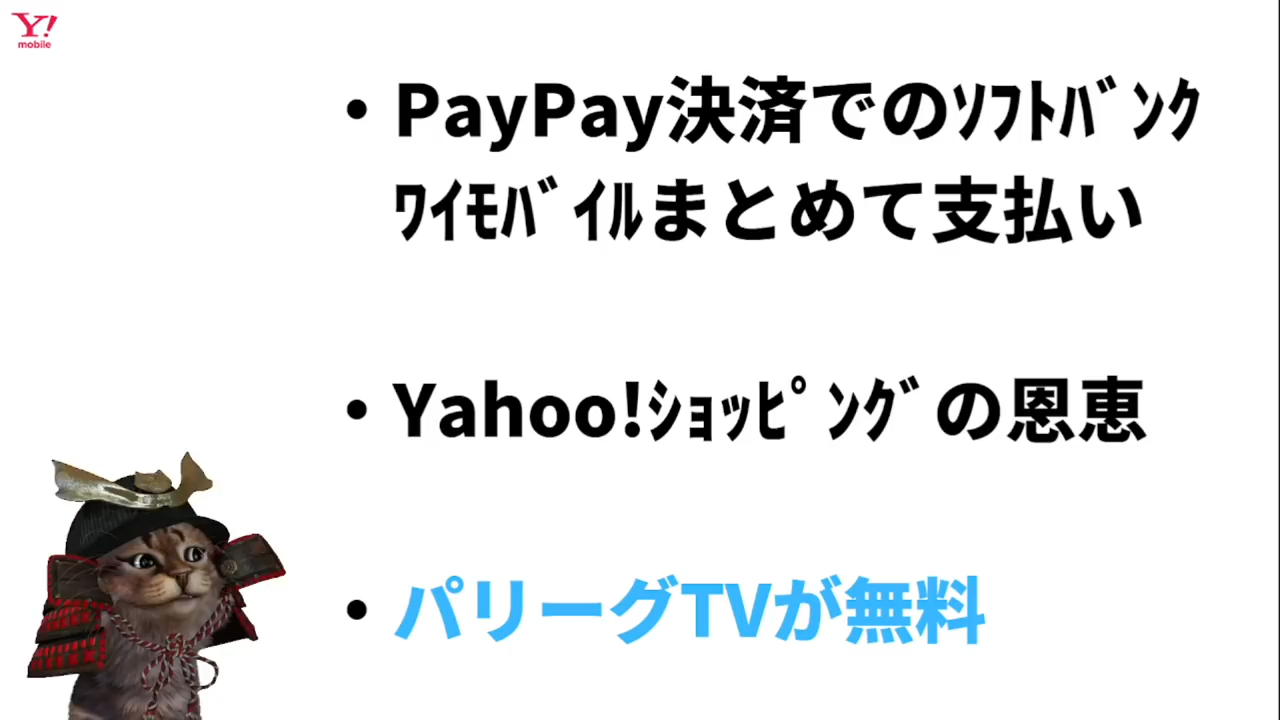 Y!
mobile
・PayPay決済でのｿﾌﾄﾊﾞﾝｸ
ﾜｲﾓﾊﾞｲﾙまとめて支払い
・Yahoo!ｼｮｯﾋﾟﾝｸﾞの恩恵
・パリーグTVが無料